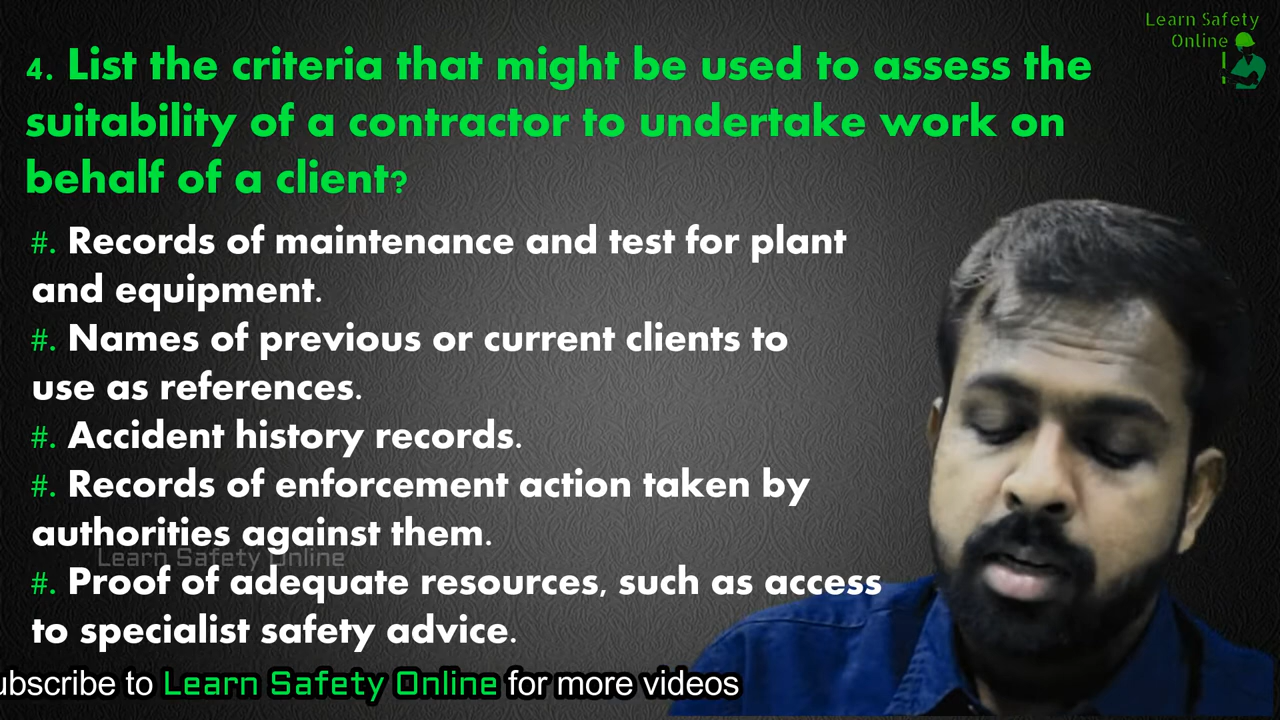 Learn Safety
Online
4. List the criteria that might be used to assess the
suitability of a contractor to undertake work on
behalf of a client?
#. Records of maintenance and test for plant
and equipment.
#. Names of previous or current clients to
use as references.
#. Accident history records.
#. Records of enforcement action taken by
authorities against them.
Learn Safety Online
#. Proof of adequate resources, such as access
to specialist safety advice.
ubscribe to Learn Safety Online for more videos